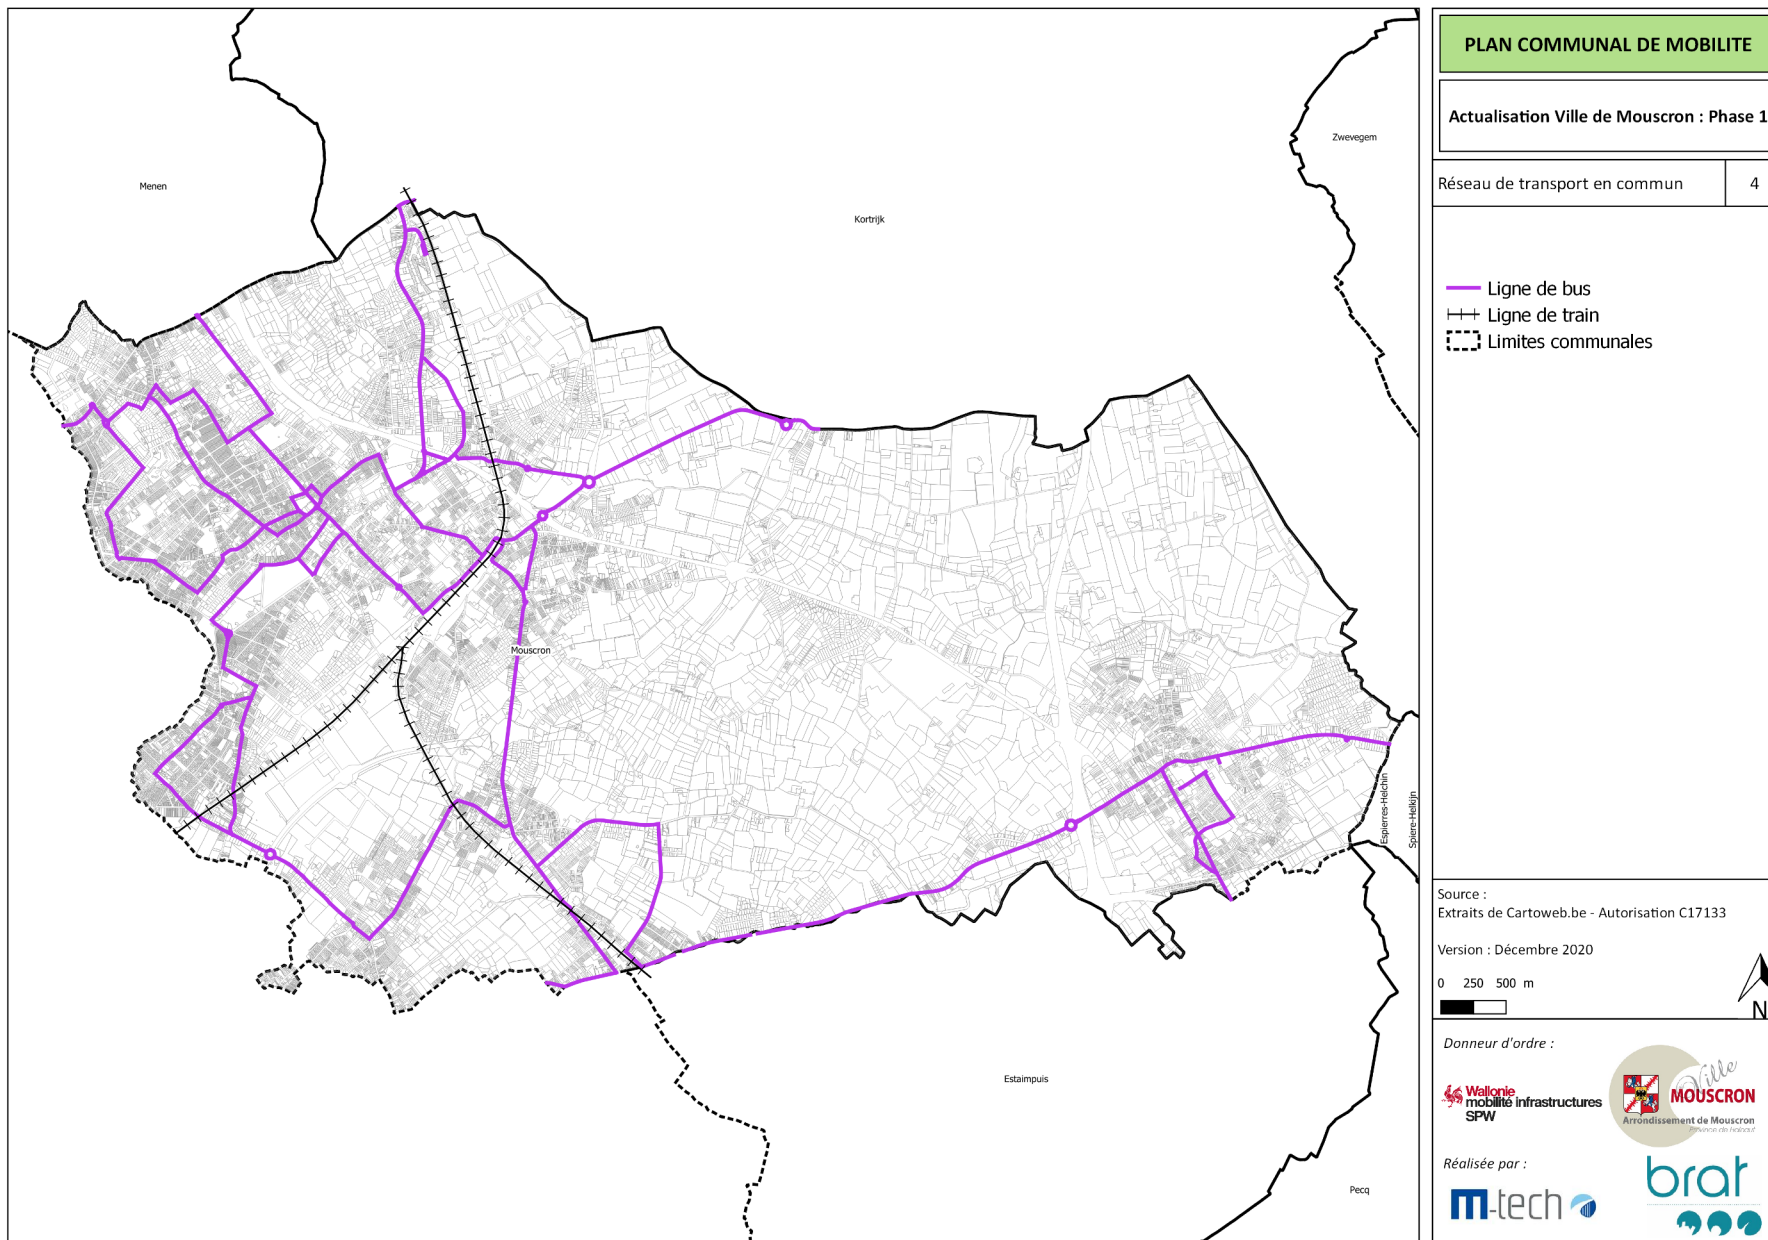 PLAN COMMUNAL DE MOBILITE
Actualisation Ville de Mouscron : Phase 1
Réseau de transport en commun 4
Ligne de bus
Ligne de train
Limites communales
Menen
Kortrijk
Zwevegem
Mouscron
Espierres-Helchin
Spiere-Helkijn
Estaimpuis
Pecq
Source :
Extraits de Cartoweb.be - Autorisation C17133
Version : Décembre 2020
0 250 500 m
N
Donneur d'ordre :
Wallonie
mobilité infrastructures
SPW
Ville
MOUSCRON
Arrondissement de Mouscron
Province de Hainaut
Réalisée par :
m-tech
brat